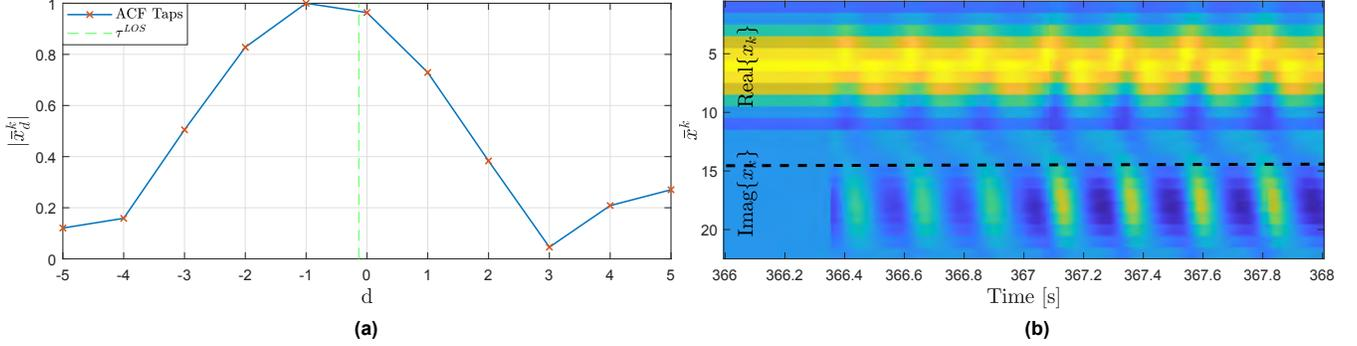 ACF Taps
τ^{LOS}
1
0.8
0.6
0.4
0.2
0
|x̄_d^k|
-5 -4 -3 -2 -1 0 1 2 3 4 5
d
(a)
5
10
15
20
x̄^k
Real{x_k}
Imag{x_k}
366 366.2 366.4 366.6 366.8 367 367.2 367.4 367.6 367.8 368
Time [s]
(b)